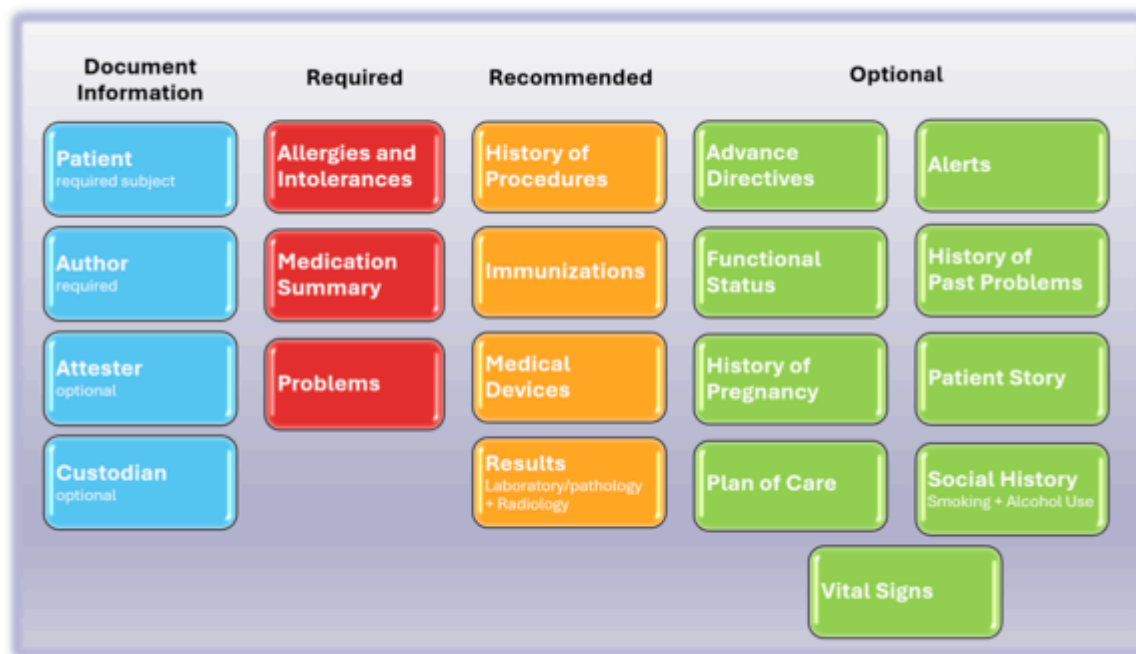 Document
Information
Required
Recommended
Optional
Patient
required subject
Author
required
Attester
optional
Custodian
optional
Allergies and
Intolerances
Medication
Summary
Problems
History of
Procedures
Immunizations
Medical
Devices
Results
Laboratory/pathology
+ Radiology
Advance
Directives
Functional
Status
History of
Pregnancy
Plan of Care
Alerts
History of
Past Problems
Patient Story
Social History
Smoking + Alcohol Use
Vital Signs